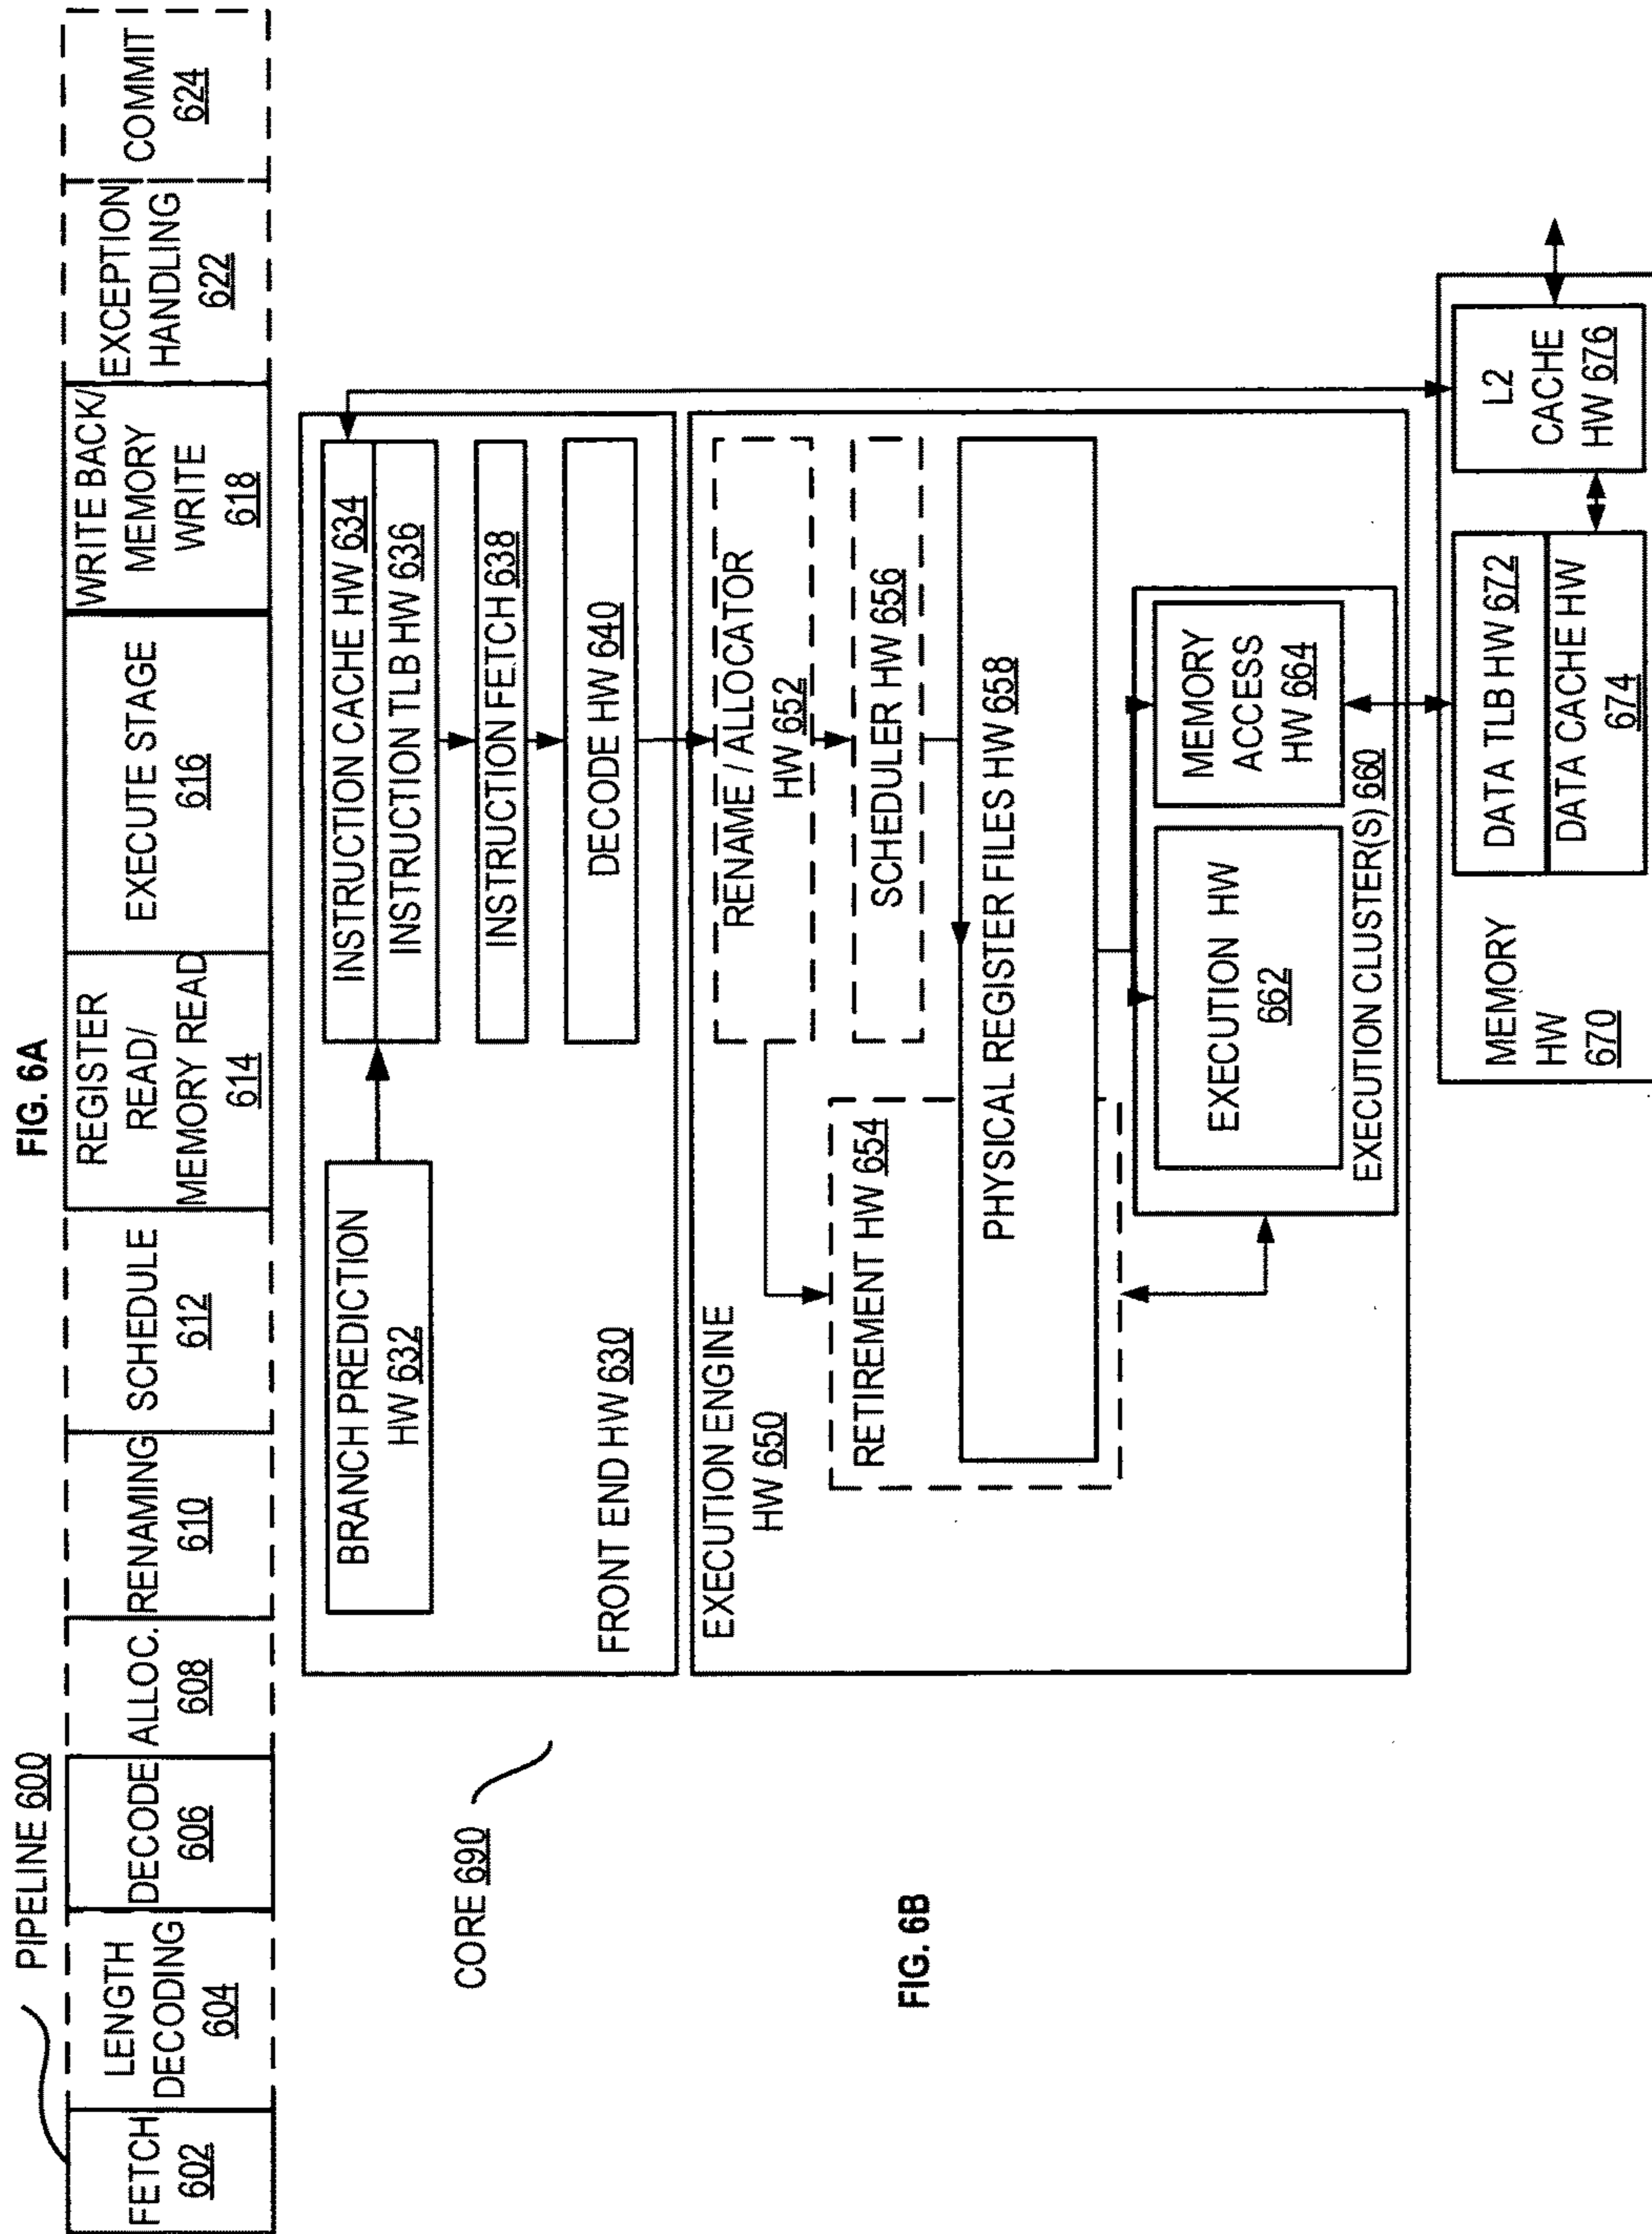 FIG. 6A
PIPELINE 600
FETCH
602
LENGTH
DECODING
604
DECODE
606
ALLOC.
608
RENAMING
610
SCHEDULE
612
REGISTER
READ/
MEMORY READ
614
EXECUTE STAGE
616
WRITE BACK/
MEMORY
WRITE
618
EXCEPTION
HANDLING
622
COMMIT
624
CORE 690
BRANCH PREDICTION
HW 632
INSTRUCTION CACHE HW 634
INSTRUCTION TLB HW 636
INSTRUCTION FETCH 638
DECODE HW 640
FRONT END HW 630
EXECUTION ENGINE
HW 650
RENAME / ALLOCATOR
HW 652
RETIREMENT HW 654
SCHEDULER HW 656
PHYSICAL REGISTER FILES HW 658
EXECUTION HW
662
MEMORY
ACCESS
HW 664
EXECUTION CLUSTER(S) 660
MEMORY
HW
670
DATA TLB HW 672
DATA CACHE HW
674
L2
CACHE
HW 676
FIG. 6B